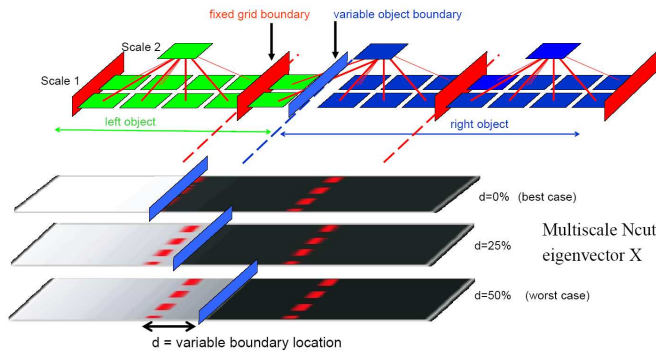 fixed grid boundary
variable object boundary
Scale 2
Scale 1
left object
right object
d=0% (best case)
d=25%
Multiscale Ncut
eigenvector X
d=50% (worst case)
d = variable boundary location